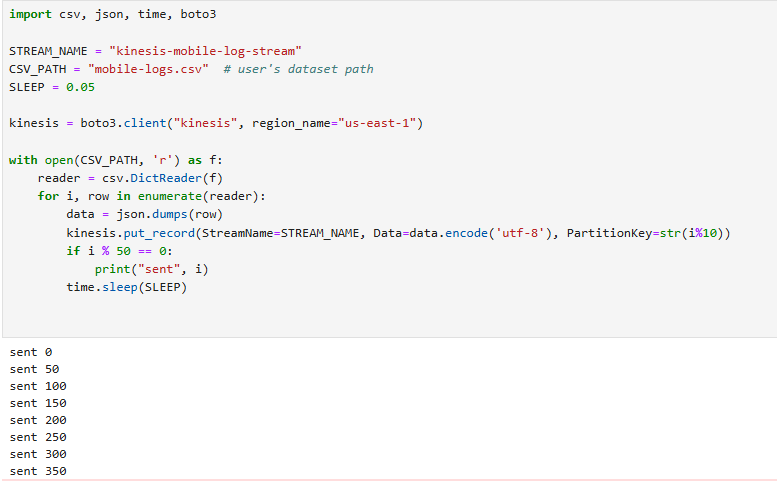 import csv, json, time, boto3
STREAM_NAME = "kinesis-mobile-log-stream"
CSV_PATH = "mobile-logs.csv"  # user's dataset path
SLEEP = 0.05
kinesis = boto3.client("kinesis", region_name="us-east-1")
with open(CSV_PATH, 'r') as f:
    reader = csv.DictReader(f)
    for i, row in enumerate(reader):
        data = json.dumps(row)
        kinesis.put_record(StreamName=STREAM_NAME, Data=data.encode('utf-8'), PartitionKey=str(i%10))
        if i % 50 == 0:
            print("sent", i)
        time.sleep(SLEEP)
sent 0
sent 50
sent 100
sent 150
sent 200
sent 250
sent 300
sent 350